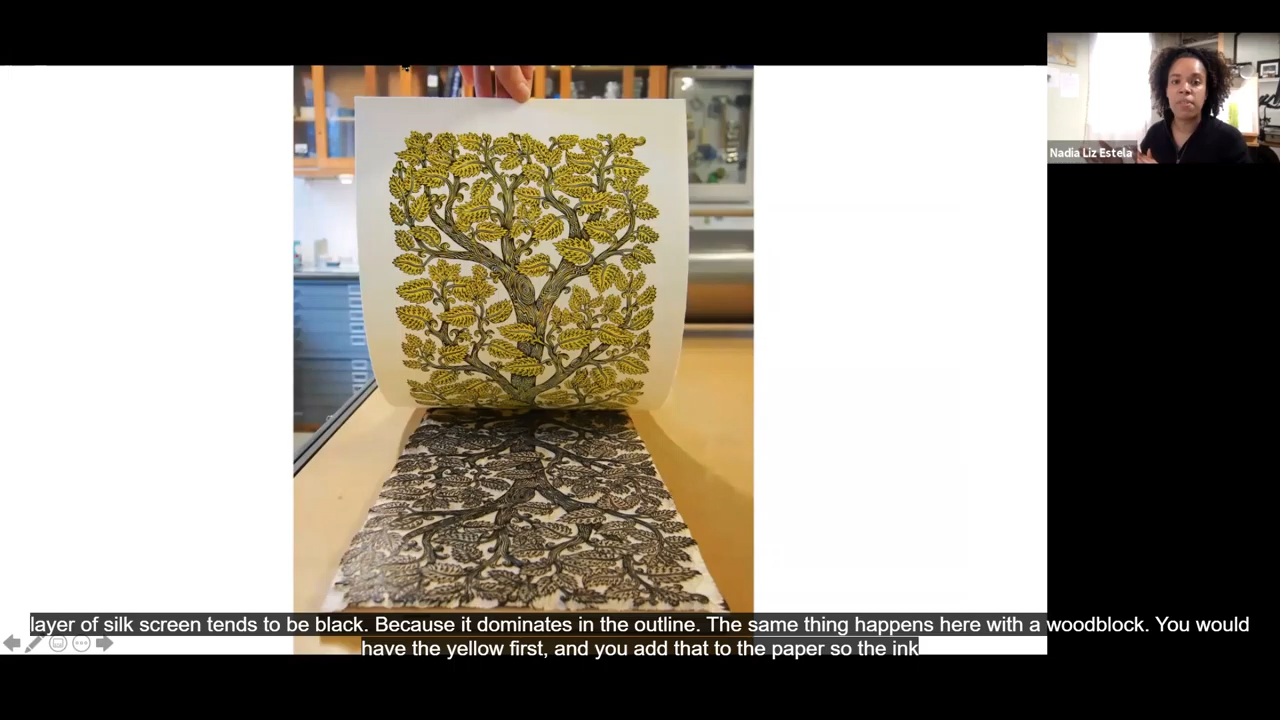 Nadia Liz Estela
layer of silk screen tends to be black. Because it dominates in the outline. The same thing happens here with a woodblock. You would
have the yellow first, and you add that to the paper so the ink